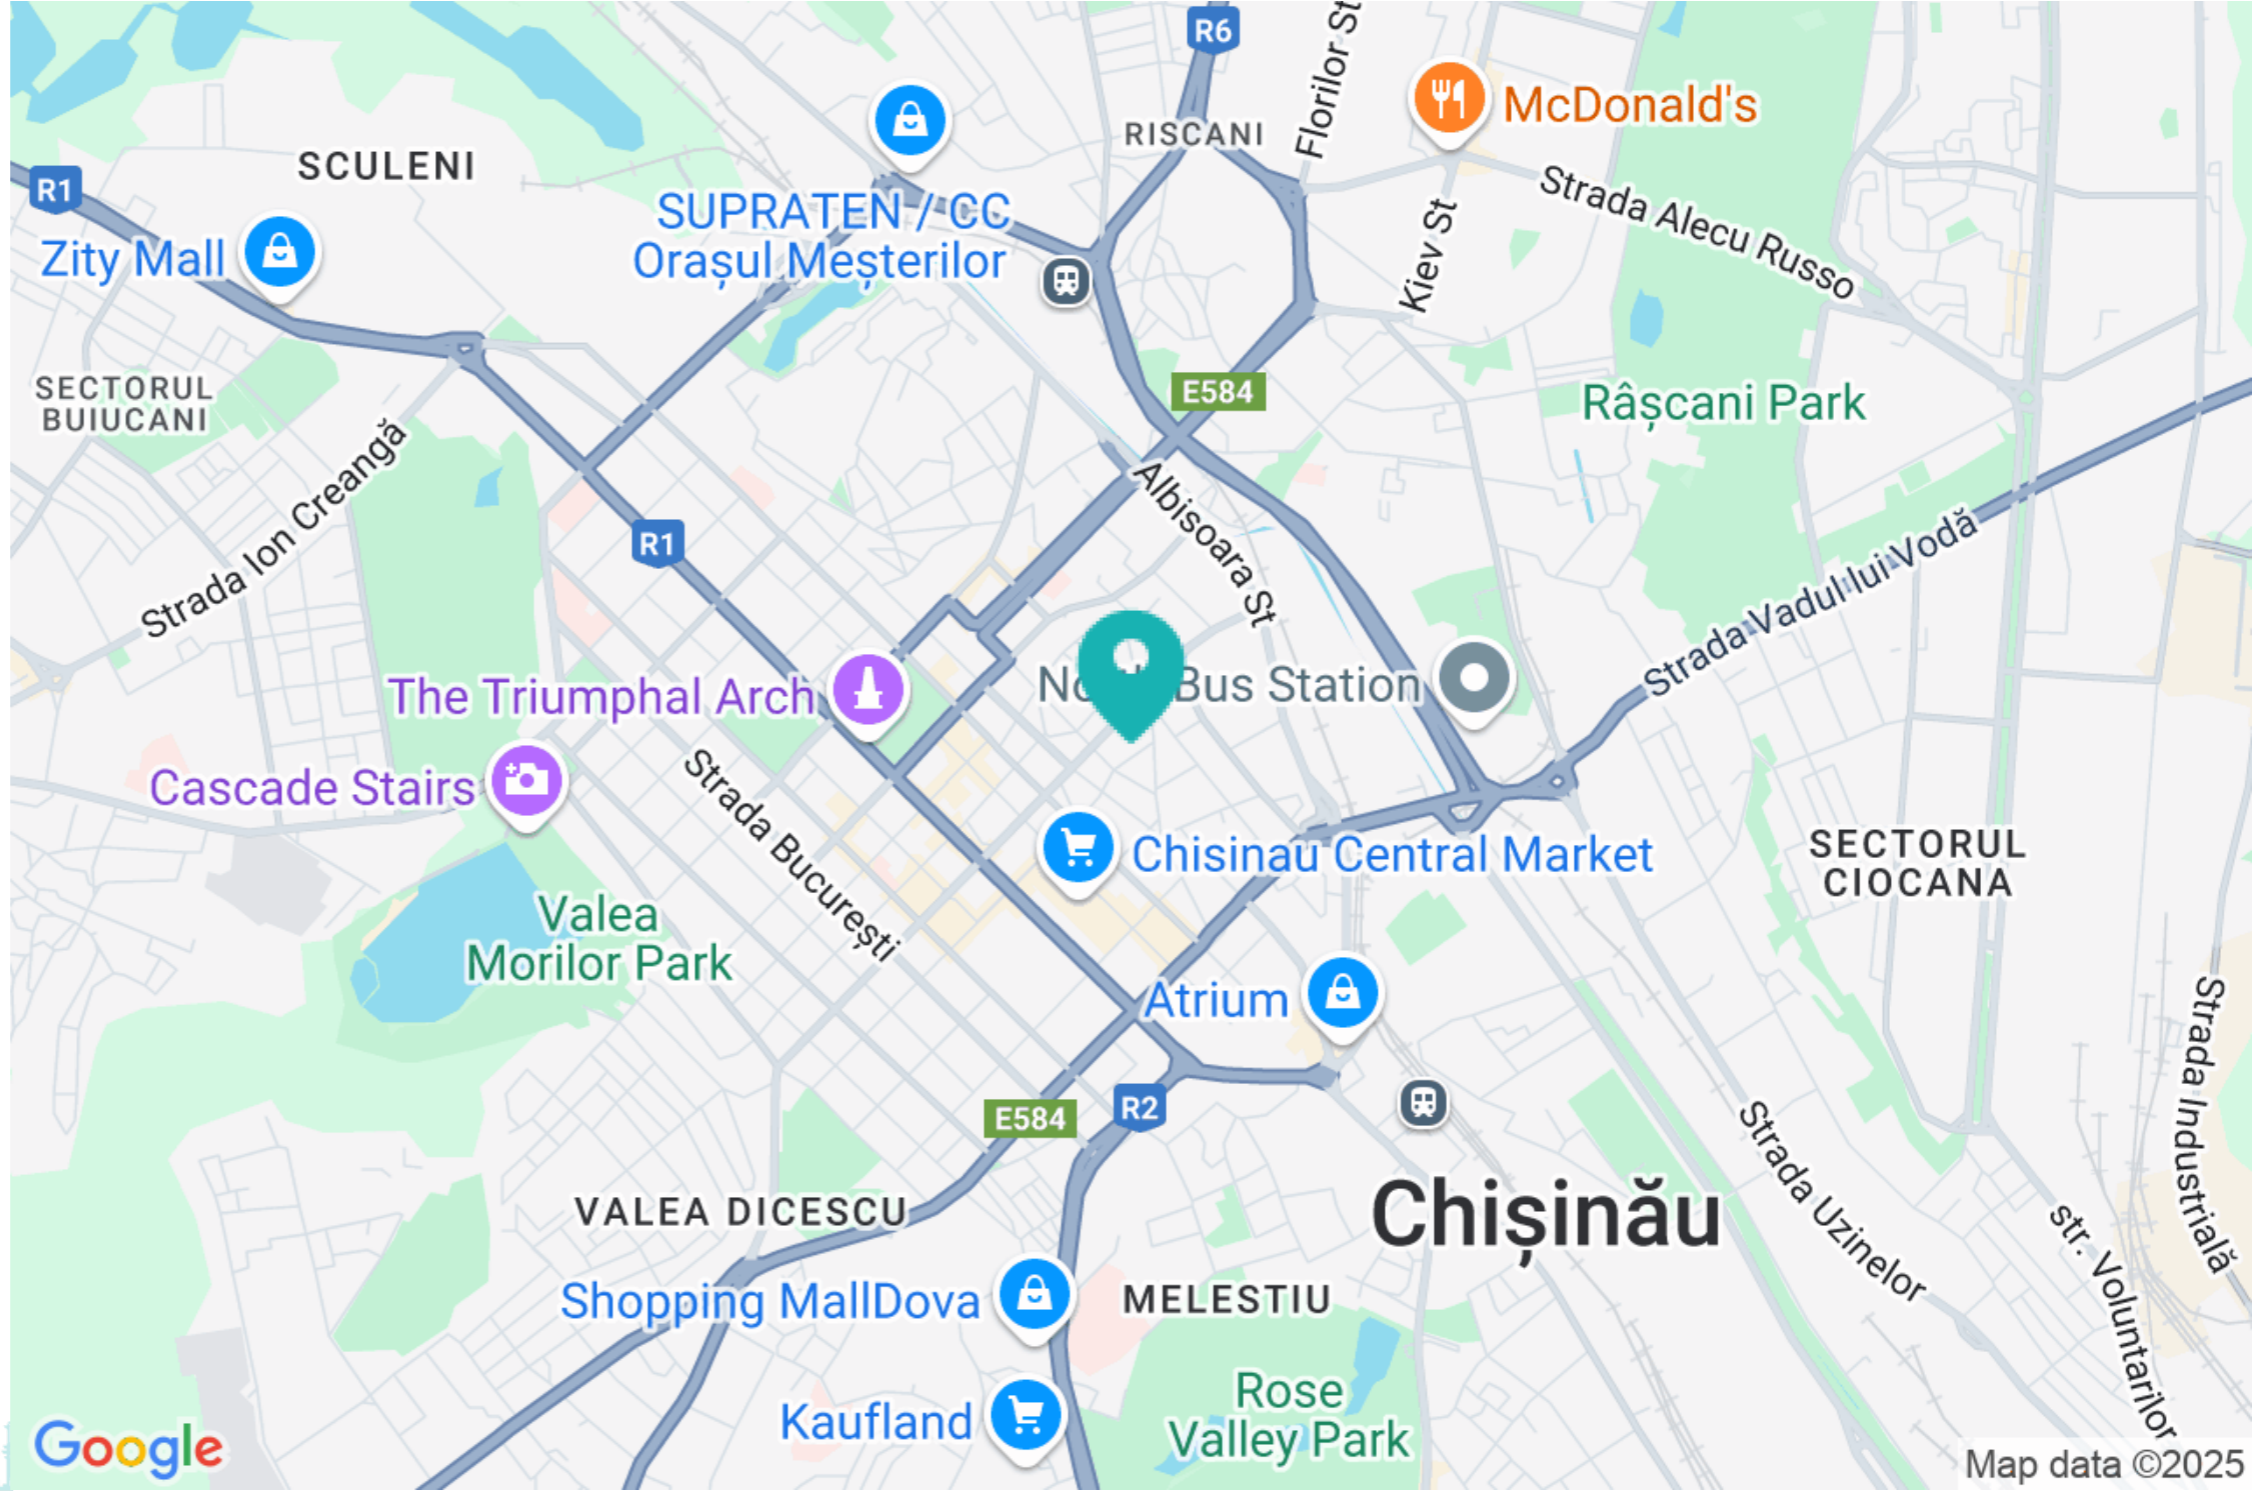 R6
Florilor St
McDonald's
RISCANI
SCULENI
R1
SUPRATEN / CC
Orașul Meșterilor
Zity Mall
Strada Alecu Russo
Kiev St
SECTORUL
BUIUCANI
E584
Râșcani Park
Strada Ion Creangă
R1
Albisoara St
Strada Vadul lui Vodă
Bus Station
The Triumphal Arch
Cascade Stairs
Strada București
Chisinau Central Market
SECTORUL
CIOCANA
Valea
Morilor Park
Atrium
Strada Industrială
E584
R2
Strada Uzinelor
VALEA DICESCU
Chișinău
str. Voluntarilor
Shopping MallDova
MELESTIU
Rose
Valley Park
Kaufland
Google
Map data ©2025